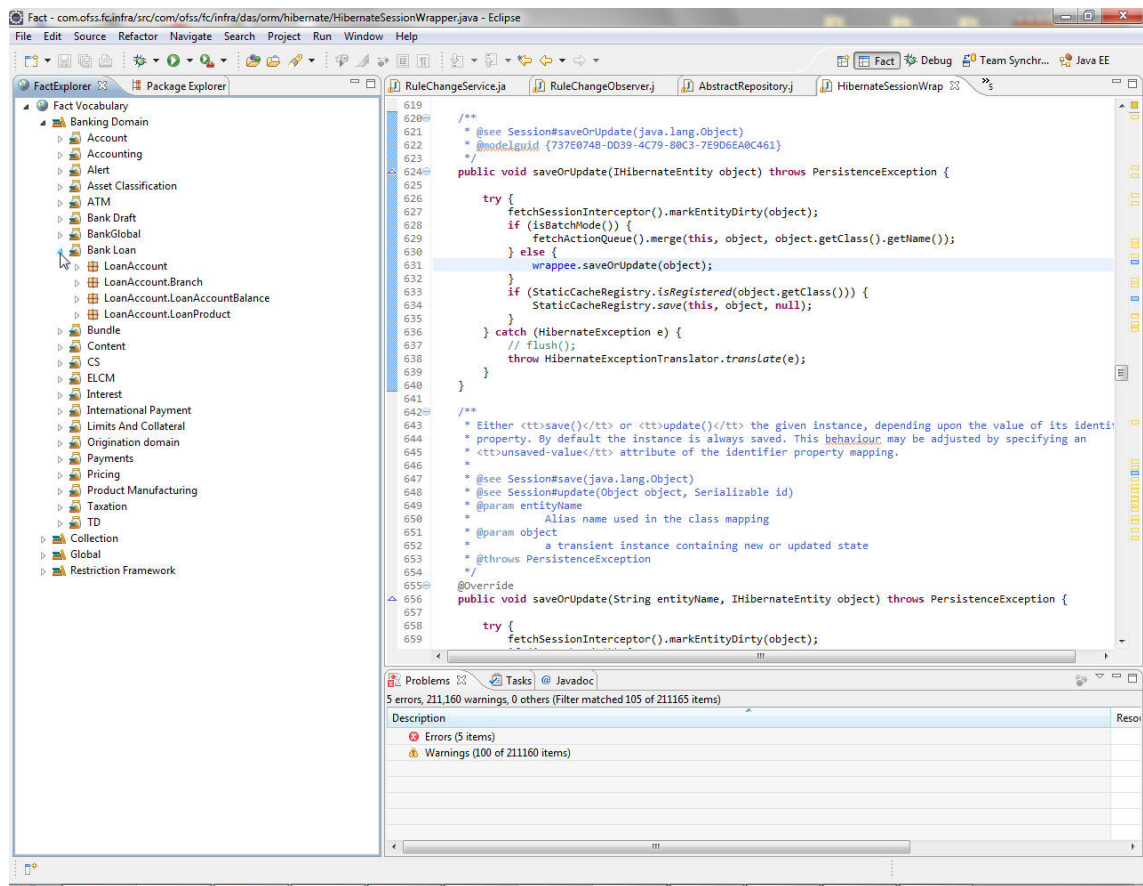 Fact - com.ofss.fc.infra/src/com/ofss/fc/infra/das/orm/hibernate/HibernateSessionWrapper.java - Eclipse
File Edit Source Refactor Navigate Search Project Run Window Help
Fact Debug Team Synchr... Java EE
FactExplorer Package Explorer
Fact Vocabulary
Banking Domain
Account
Accounting
Alert
Asset Classification
ATM
Bank Draft
BankGlobal
Bank Loan
LoanAccount
LoanAccount.Branch
LoanAccount.LoanAccountBalance
LoanAccount.LoanProduct
Bundle
Content
CS
ELCM
Interest
International Payment
Limits And Collateral
Origination domain
Payments
Pricing
Product Manufacturing
Taxation
TD
Collection
Global
Restriction Framework
RuleChangeService.ja RuleChangeObserver.j AbstractRepository.j HibernateSessionWrap »5
619
620 /**
621 * @see Session#saveOrUpdate(java.lang.Object)
622 * @modelguid {737E074B-DD39-4C79-80C3-7E9D6EA0C461}
623 */
624 public void saveOrUpdate(IHibernateEntity object) throws PersistenceException {
625
626 try {
627 fetchSessionInterceptor().markEntityDirty(object);
628 if (isBatchMode()) {
629 fetchActionQueue().merge(this, object, object.getClass().getName());
630 } else {
631 wrappee.saveOrUpdate(object);
632 }
633 if (StaticCacheRegistry.isRegistered(object.getClass())) {
634 StaticCacheRegistry.save(this, object, null);
635 }
636 } catch (HibernateException e) {
637 // flush();
638 throw HibernateExceptionTranslator.translate(e);
639 }
640 }
641
642 /**
643 * Either <tt>save()</tt> or <tt>update()</tt> the given instance, depending upon the value of its identi
644 * property. By default the instance is always saved. This behaviour may be adjusted by specifying an
645 * <tt>unsaved-value</tt> attribute of the identifier property mapping.
646 *
647 * @see Session#save(java.lang.Object)
648 * @see Session#update(Object object, Serializable id)
649 * @param entityName
650 * Alias name used in the class mapping
651 * @param object
652 * a transient instance containing new or updated state
653 * @throws PersistenceException
654 */
655 @Override
656 public void saveOrUpdate(String entityName, IHibernateEntity object) throws PersistenceException {
657
658 try {
659 fetchSessionInterceptor().markEntityDirty(object);
Problems Tasks @ Javadoc
5 errors, 211,160 warnings, 0 others (Filter matched 105 of 211165 items)
Description Resou
Errors (5 items)
Warnings (100 of 211160 items)